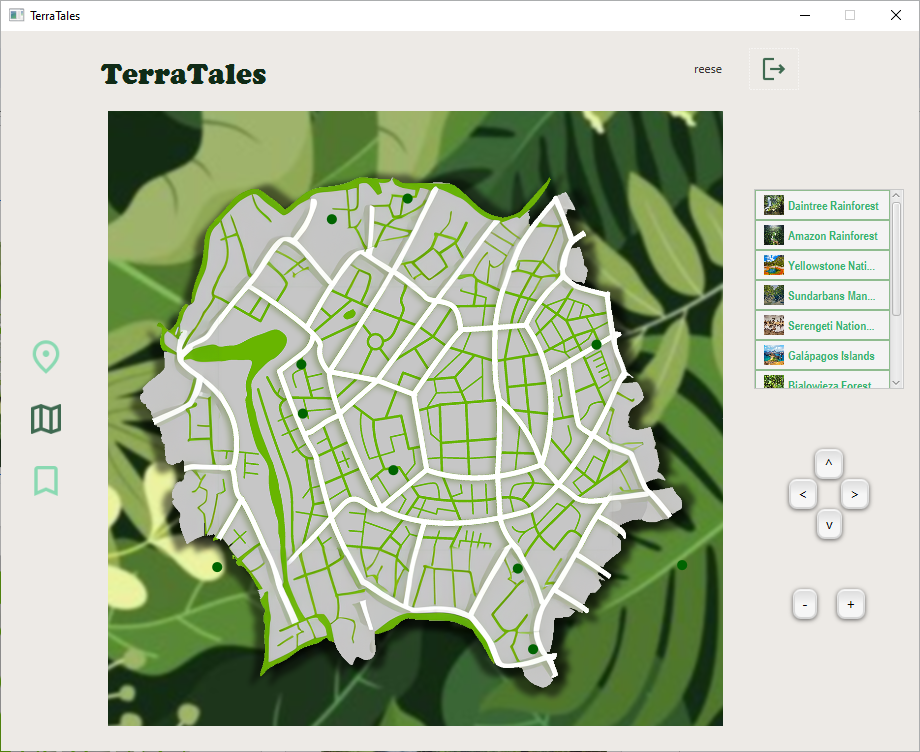 TerraTales
TerraTales
reese
Daintree Rainforest
Amazon Rainforest
Yellowstone Nati...
Sundarbans Man...
Serengeti Nation...
Galápagos Islands
Bialowieza Forest
^
< >
v
- +